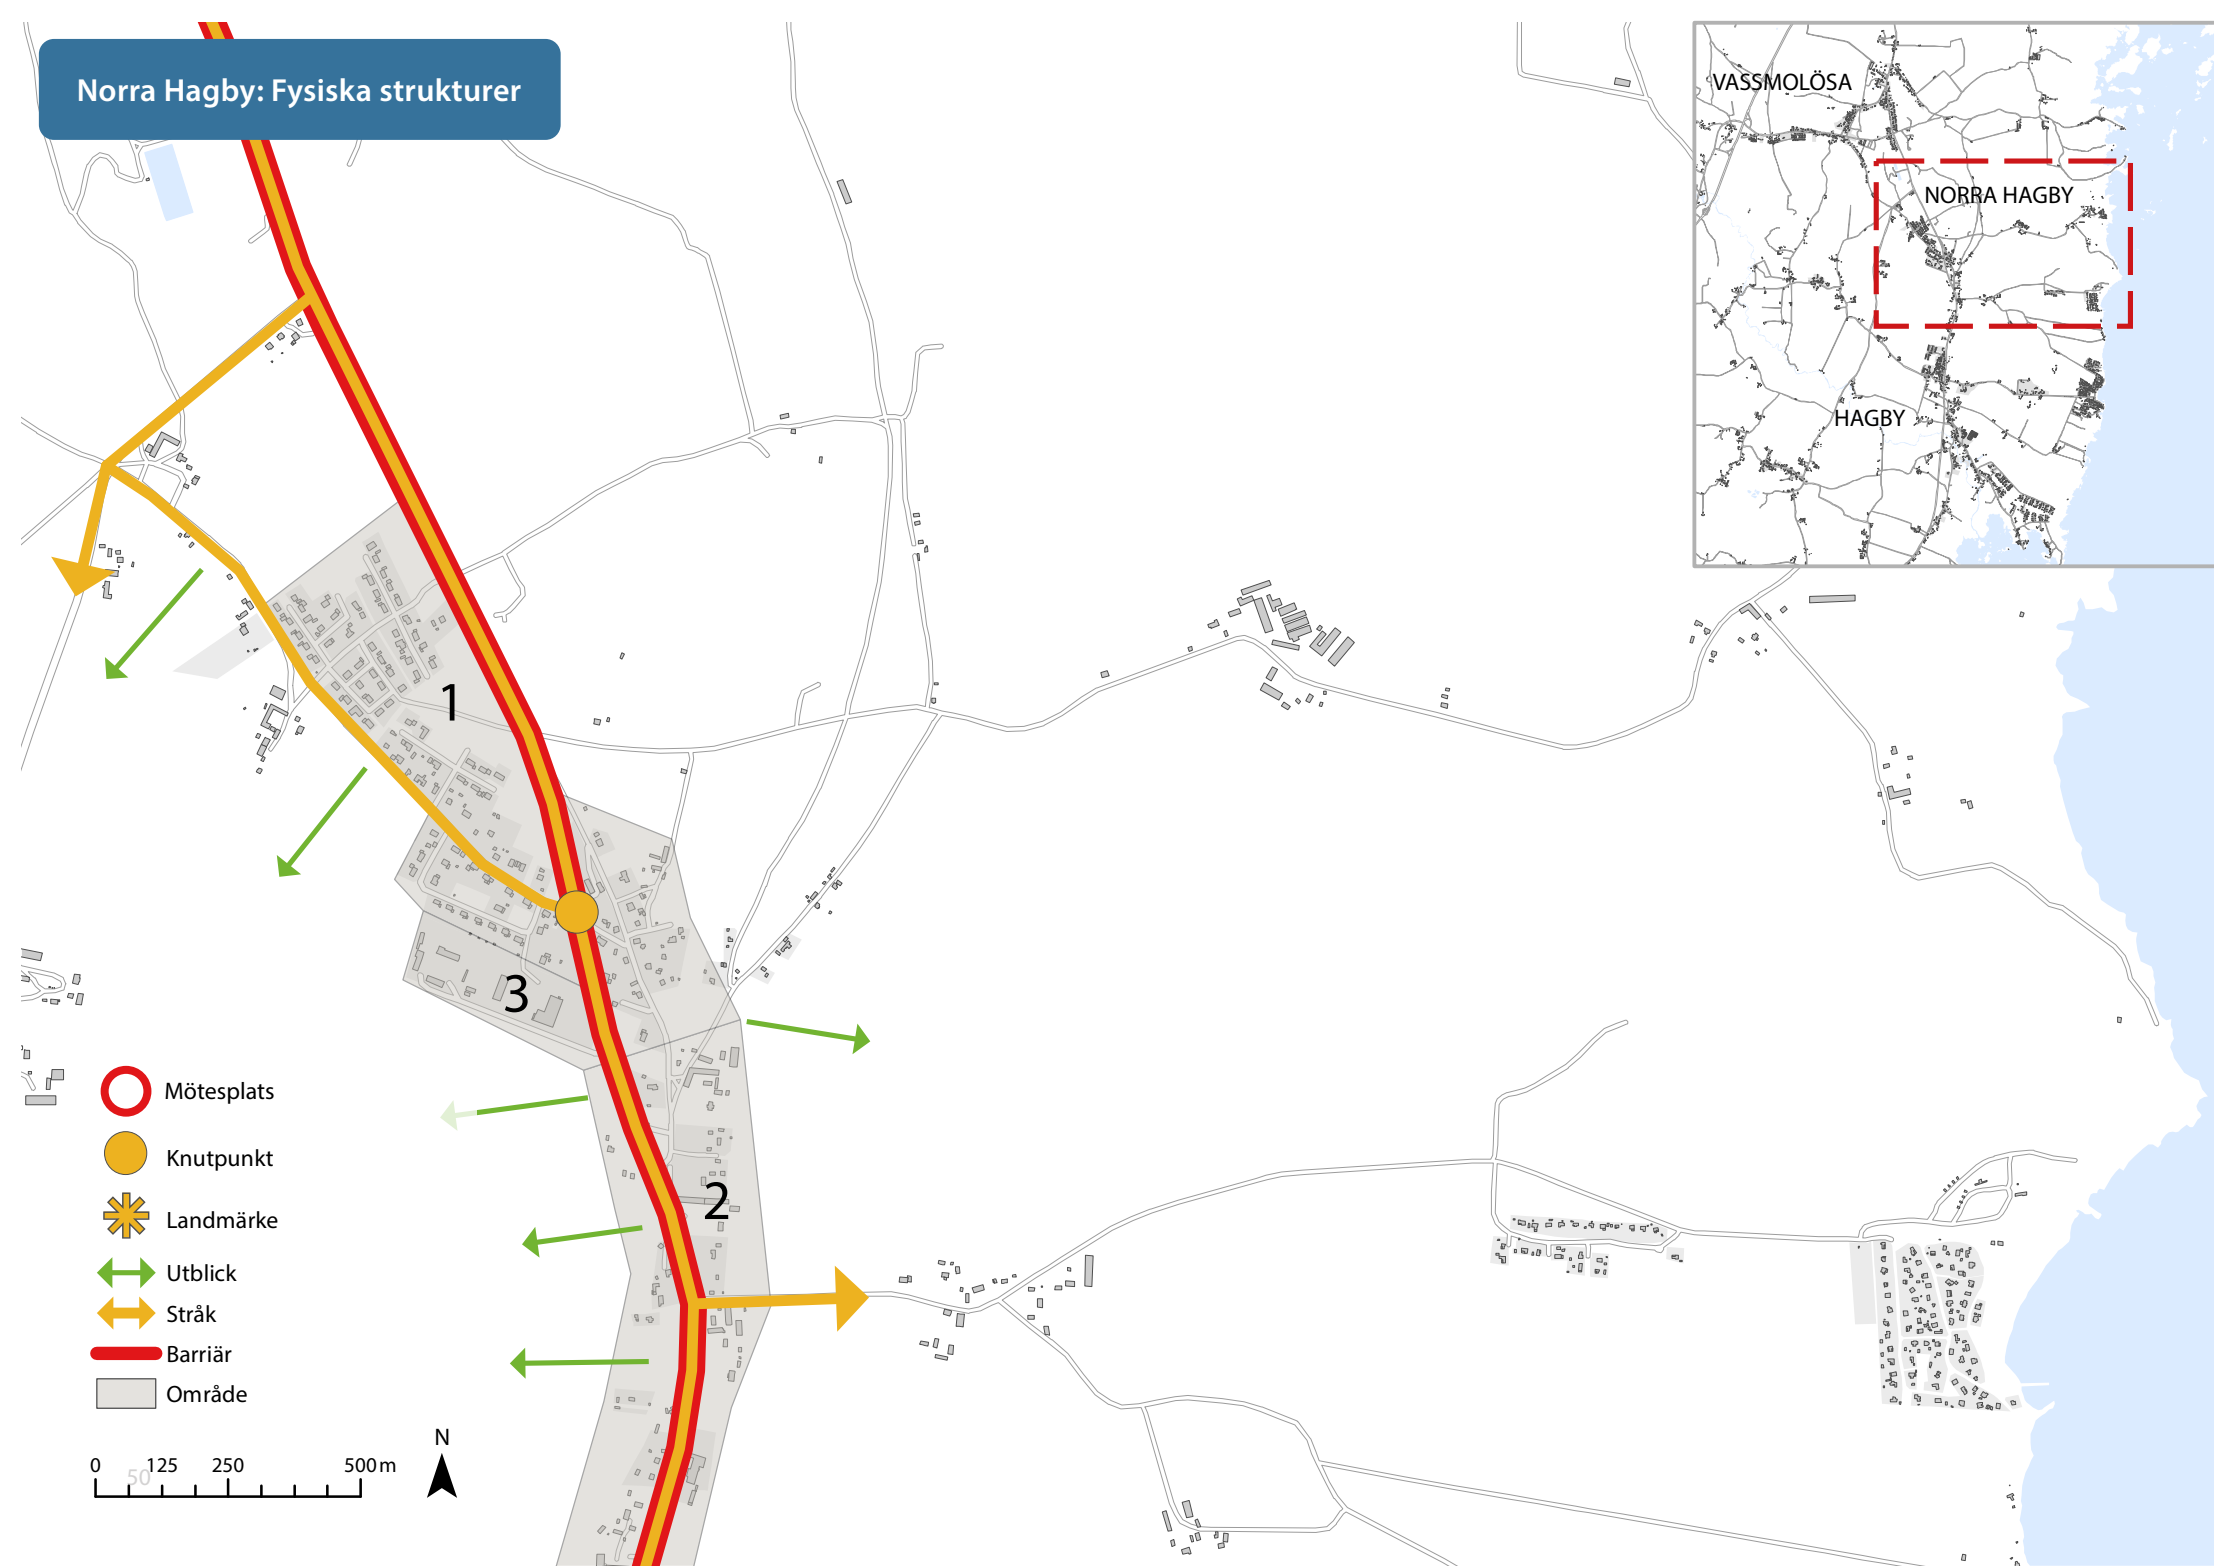 Norra Hagby: Fysiska strukturer
VASSMOLÖSA
NORRA HAGBY
HAGBY
1
3
2
Mötesplats
Knutpunkt
Landmärke
Utblick
Stråk
Barriär
Område
N
0 125 250 500 m
50